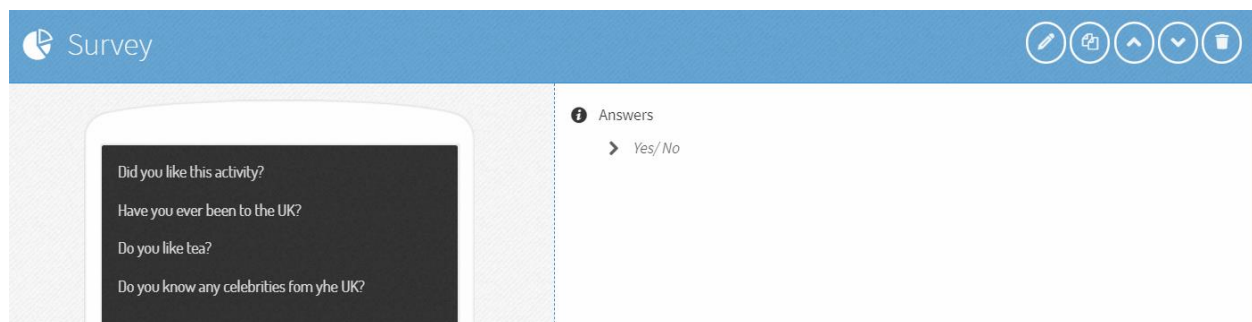 Survey
Did you like this activity?
Have you ever been to the UK?
Do you like tea?
Do you know any celebrities fom yhe UK?
Answers
Yes/ No